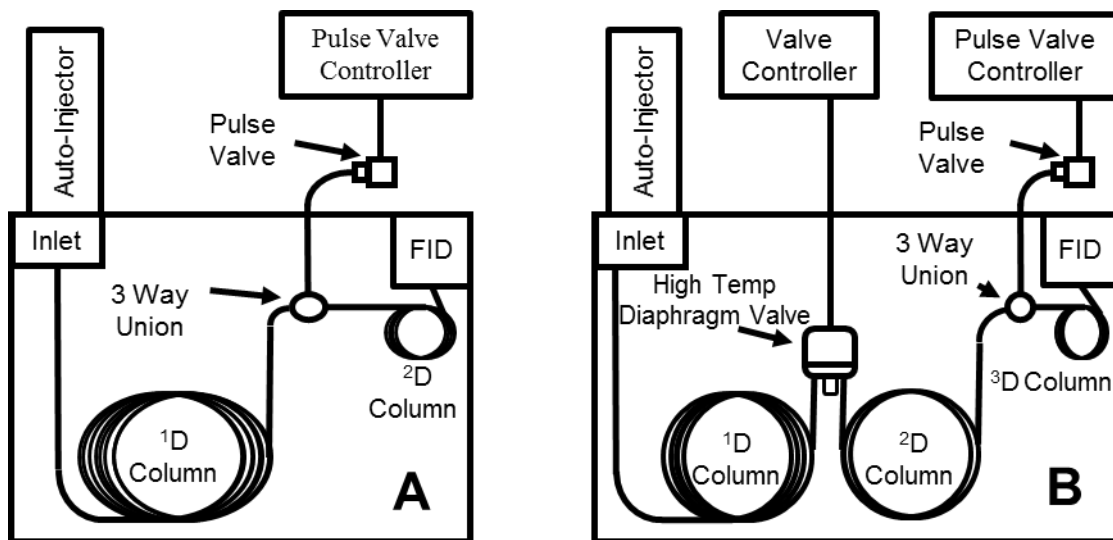 Auto-Injector
Pulse Valve
Controller
Pulse
Valve
Inlet
FID
3 Way
Union
²D
Column
¹D
Column
A
Auto-Injector
Valve
Controller
Pulse Valve
Controller
Pulse
Valve
Inlet
FID
3 Way
Union
High Temp
Diaphragm Valve
³D Column
¹D
Column
²D
Column
B